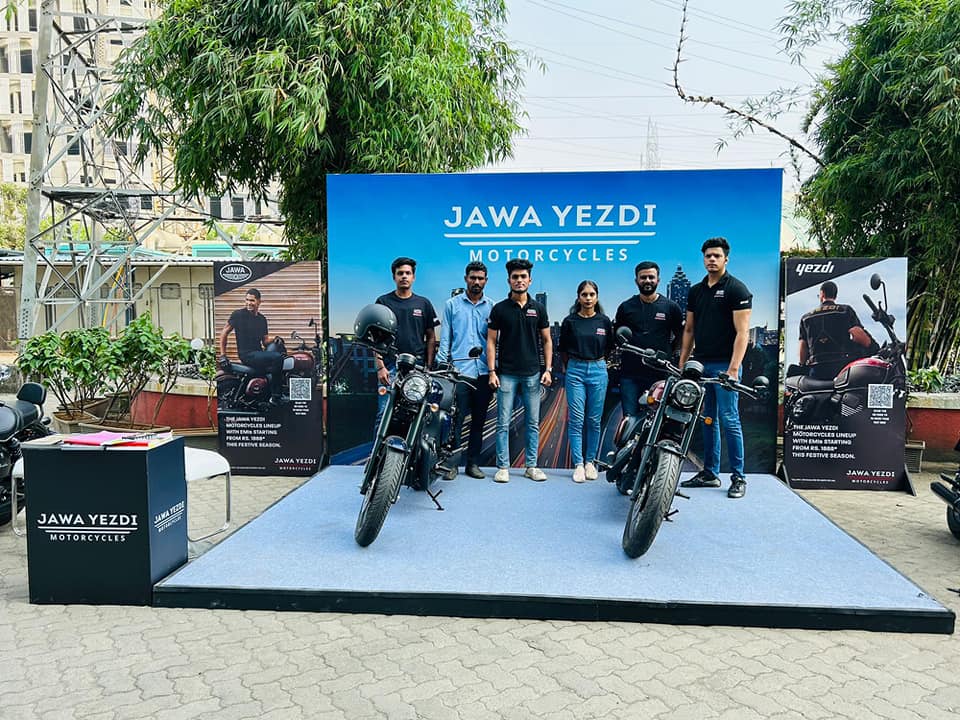 JAWA YEZDI
MOTORCYCLES
JAWA
THE JAWA YEZDI
MOTORCYCLES LINEUP
WITH EMIs STARTING
FROM RS. 1888*
THIS FESTIVE SEASON.
JAWA YEZDI
MOTORCYCLES
yezdi
YEZDI
THE JAWA YEZDI
MOTORCYCLES LINEUP
WITH EMIs STARTING
FROM RS. 1888*
THIS FESTIVE SEASON.
JAWA YEZDI
MOTORCYCLES
JAWA YEZDI
MOTORCYCLES
JAWA YEZDI
MOTORCYCLES